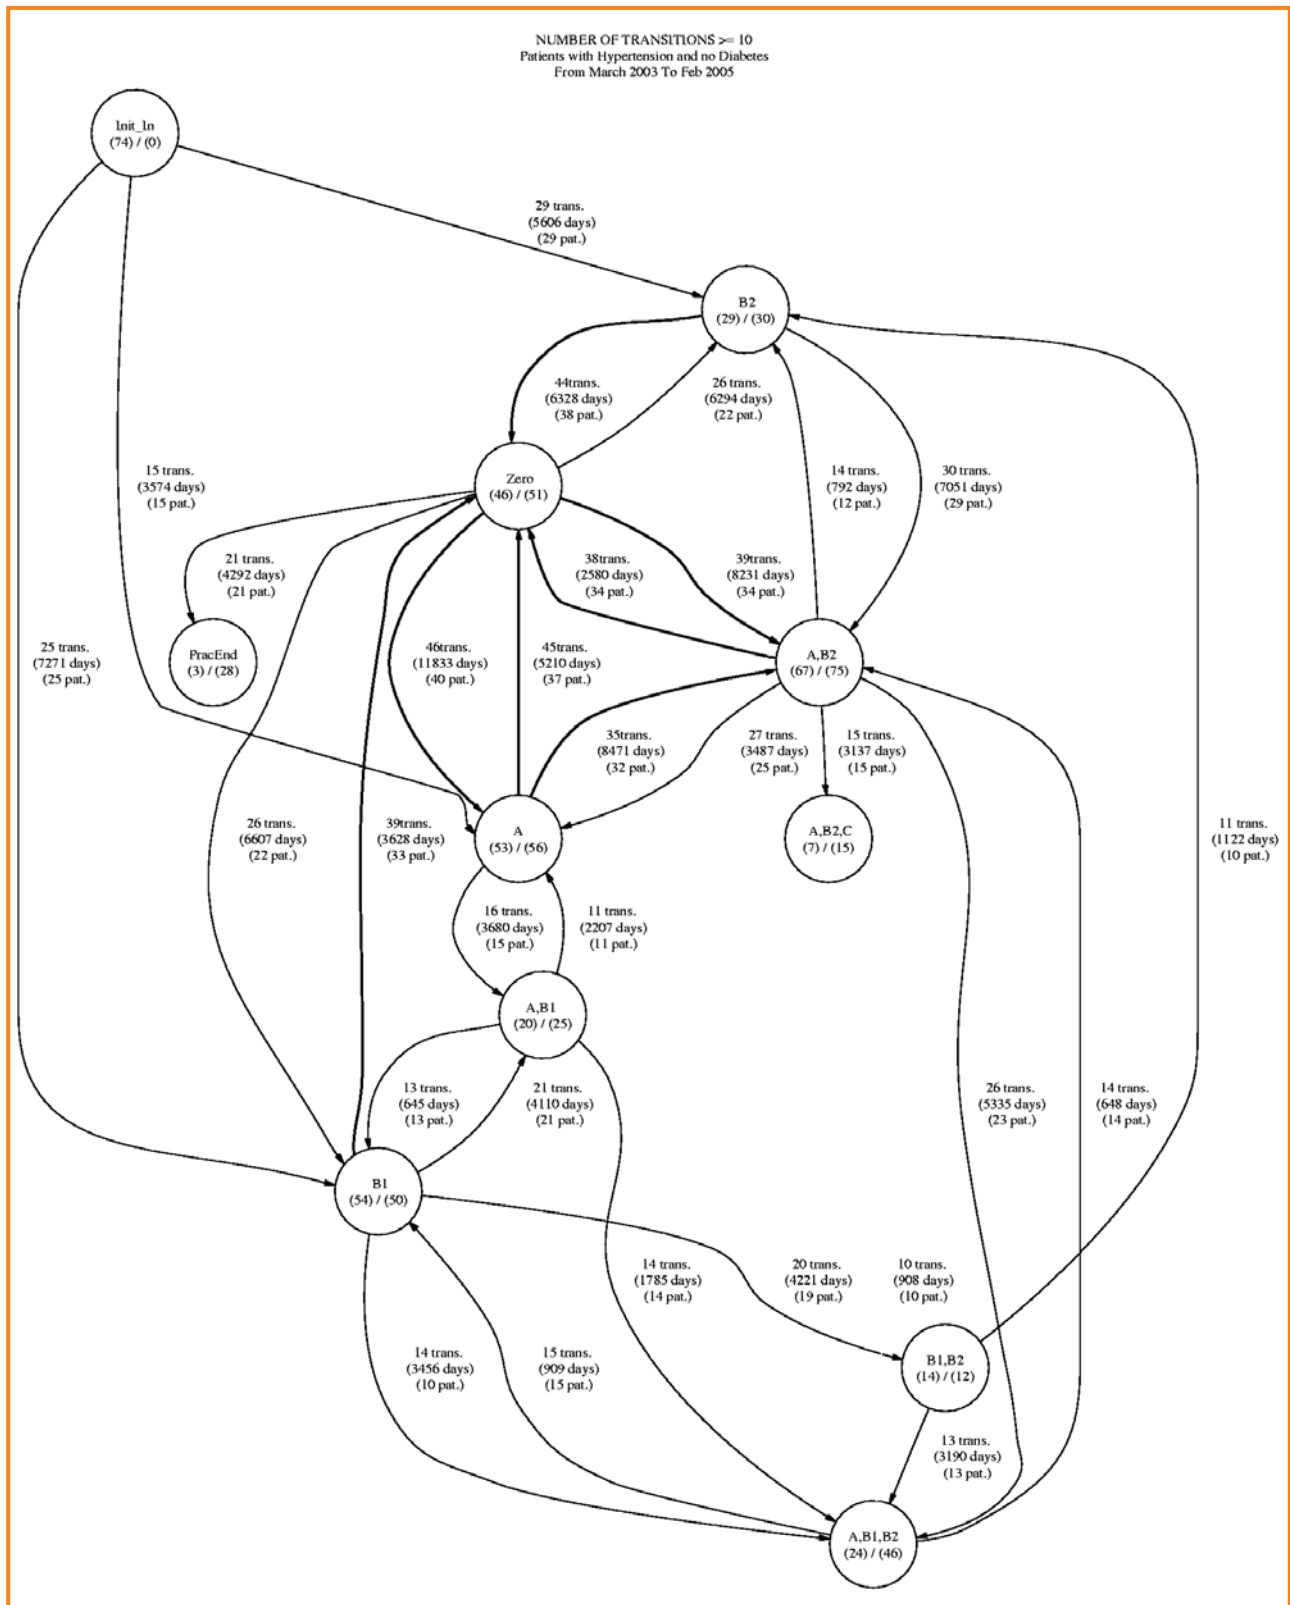 NUMBER OF TRANSITIONS >= 10
Patients with Hypertension and no Diabetes
From March 2003 To Feb 2005
Init_In
(74) / (0)
29 trans.
(5606 days)
(29 pat.)
B2
(29) / (30)
44trans.
(6328 days)
(38 pat.)
26 trans.
(6294 days)
(22 pat.)
15 trans.
(3574 days)
(15 pat.)
Zero
(46) / (51)
14 trans.
(792 days)
(12 pat.)
30 trans.
(7051 days)
(29 pat.)
21 trans.
(4292 days)
(21 pat.)
38trans.
(2580 days)
(34 pat.)
39trans.
(8231 days)
(34 pat.)
25 trans.
(7271 days)
(25 pat.)
PracEnd
(3) / (28)
46trans.
(11833 days)
(40 pat.)
45trans.
(5210 days)
(37 pat.)
A,B2
(67) / (75)
35trans.
(8471 days)
(32 pat.)
27 trans.
(3487 days)
(25 pat.)
15 trans.
(3137 days)
(15 pat.)
26 trans.
(6607 days)
(22 pat.)
39trans.
(3628 days)
(33 pat.)
A
(53) / (56)
A,B2,C
(7) / (15)
11 trans.
(1122 days)
(10 pat.)
16 trans.
(3680 days)
(15 pat.)
11 trans.
(2207 days)
(11 pat.)
A,B1
(20) / (25)
13 trans.
(645 days)
(13 pat.)
21 trans.
(4110 days)
(21 pat.)
26 trans.
(5335 days)
(23 pat.)
14 trans.
(648 days)
(14 pat.)
B1
(54) / (50)
14 trans.
(1785 days)
(14 pat.)
20 trans.
(4221 days)
(19 pat.)
10 trans.
(908 days)
(10 pat.)
14 trans.
(3456 days)
(10 pat.)
15 trans.
(909 days)
(15 pat.)
B1,B2
(14) / (12)
13 trans.
(3190 days)
(13 pat.)
A,B1,B2
(24) / (46)